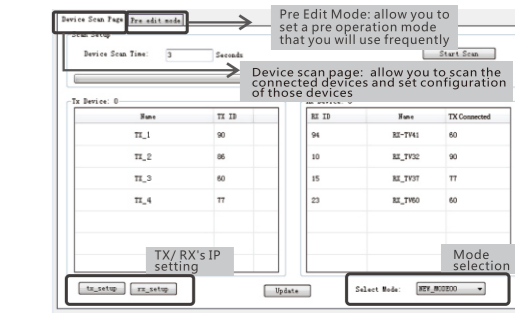 Device Scan Page Pre edit mode
Pre Edit Mode: allow you to
set a pre operation mode
that you will use frequently
Scan Setup
Device Scan Time: 3 Seconds
Start Scan
Device scan page: allow you to scan the
connected devices and set configuration
of those devices
Tx Device: 0
Device: 0
Name TX ID
RX ID Name TX Connected
TX_1 90
94 RX-TV41 60
TX_2 86
10 RX_TV32 90
TX_3 60
15 RX_TV37 77
TX_4 77
23 RX_TV60 60
TX/ RX's IP
setting
Mode
selection
tx_setup rx_setup Update Select Mode: NEW_MODE00